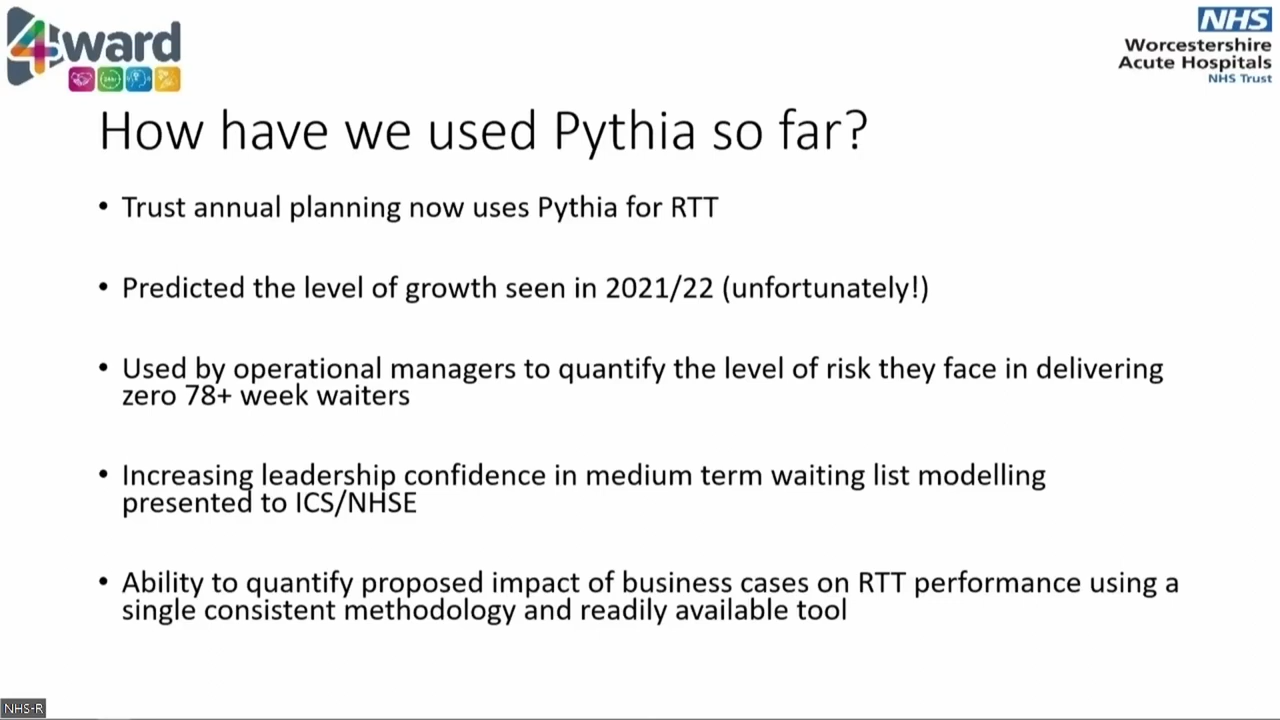 4ward
NHS
Worcestershire
Acute Hospitals
NHS Trust
How have we used Pythia so far?
• Trust annual planning now uses Pythia for RTT
• Predicted the level of growth seen in 2021/22 (unfortunately!)
• Used by operational managers to quantify the level of risk they face in delivering
zero 78+ week waiters
• Increasing leadership confidence in medium term waiting list modelling
presented to ICS/NHSE
• Ability to quantify proposed impact of business cases on RTT performance using a
single consistent methodology and readily available tool
NHS-R